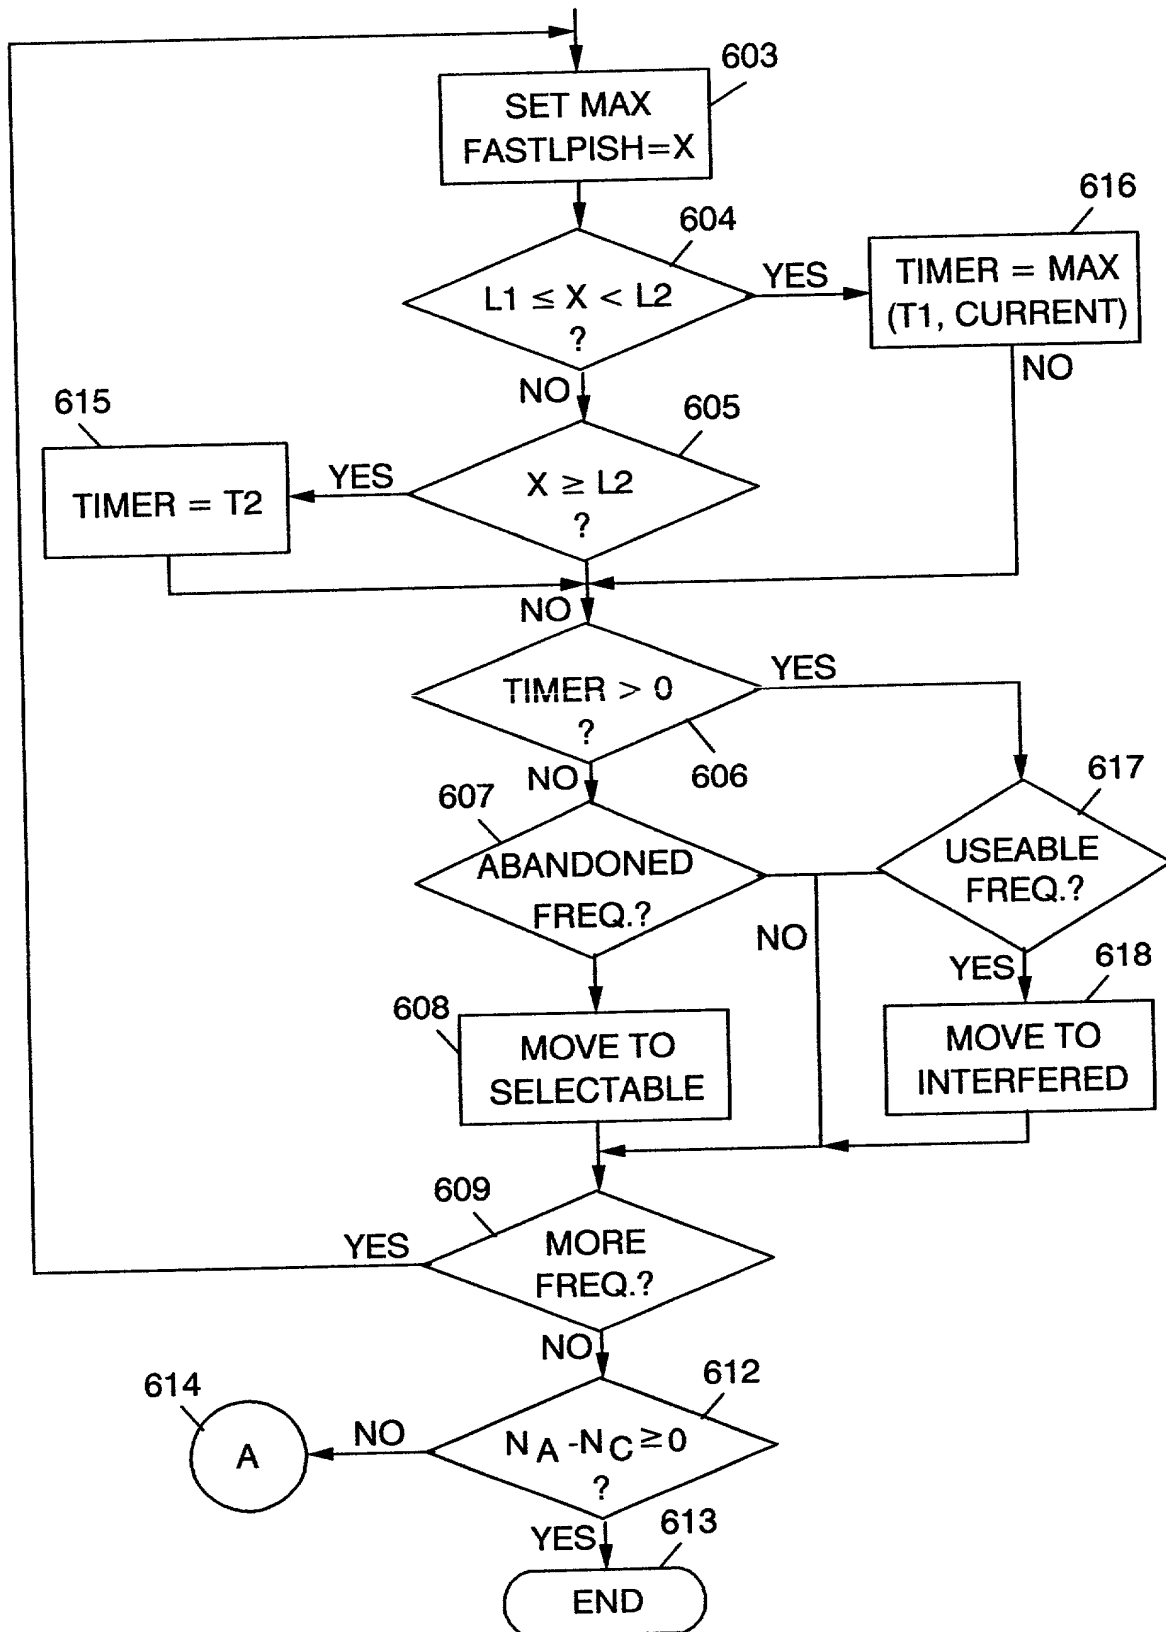 603
SET MAX
FASTLPISH=X
604
616
L1 ≤ X < L2
?
YES
TIMER = MAX
(T1, CURRENT)
NO
NO
615
605
TIMER = T2
YES
X ≥ L2
?
NO
TIMER > 0
?
YES
606
NO
607
617
ABANDONED
FREQ.?
USEABLE
FREQ.?
NO
YES
618
608
MOVE TO
SELECTABLE
MOVE TO
INTERFERED
609
YES
MORE
FREQ.?
NO
612
614
A
NO
N A -N C ≥0
?
YES
613
END